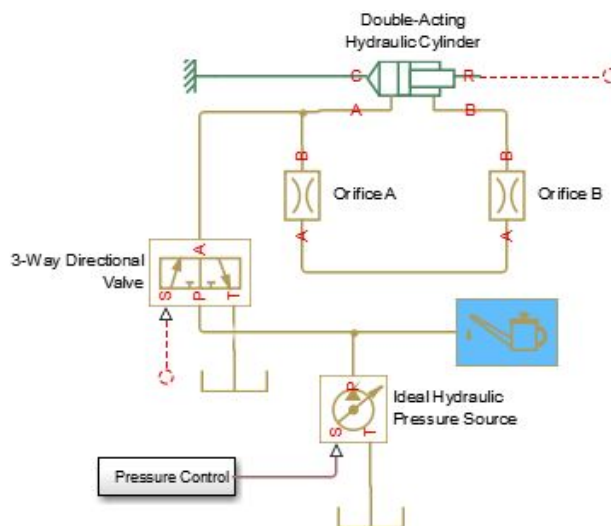 Double-Acting
Hydraulic Cylinder
C
R
A
B
B
B
Orifice A
Orifice B
A
A
A
3-Way Directional
Valve
S
P
T
P
Ideal Hydraulic
Pressure Source
S
T
Pressure Control